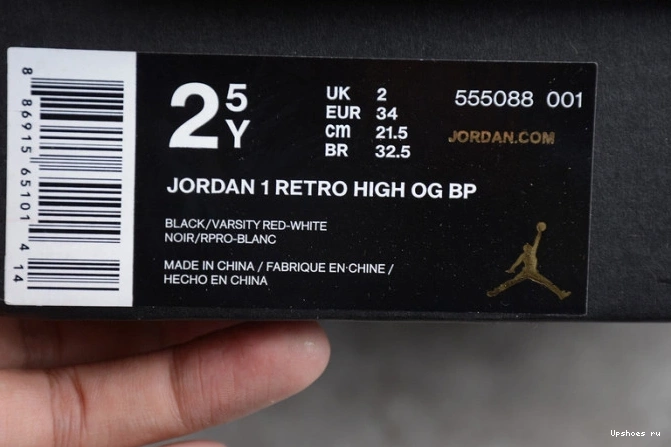 8 86915 65101 4 14
2 5Y
UK 2
EUR 34
cm 21.5
BR 32.5
555088 001
JORDAN.COM
JORDAN 1 RETRO HIGH OG BP
BLACK/VARSITY RED-WHITE
NOIR/RPRO-BLANC
MADE IN CHINA / FABRIQUE EN·CHINE /
HECHO EN CHINA
Upshoes ru